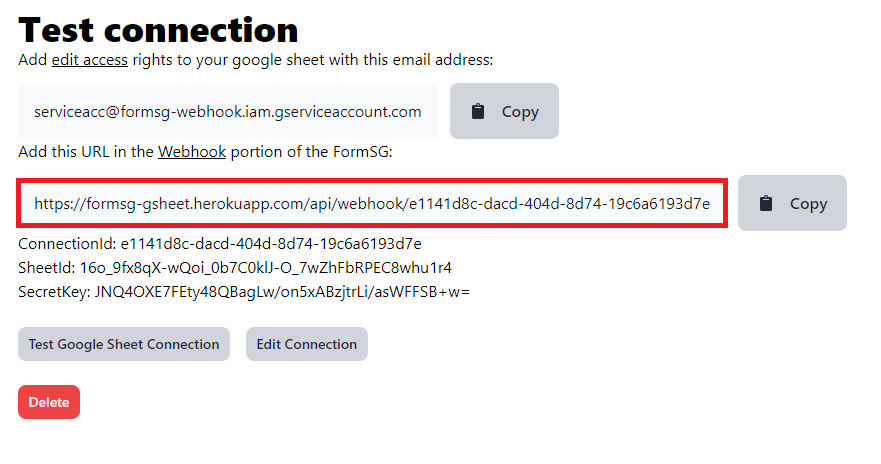 Test connection
Add edit access rights to your google sheet with this email address:
serviceacc@formsg-webhook.iam.gserviceaccount.com
Copy
Add this URL in the Webhook portion of the FormSG:
https://formsg-gsheet.herokuapp.com/api/webhook/e1141d8c-dacd-404d-8d74-19c6a6193d7e
Copy
ConnectionId: e1141d8c-dacd-404d-8d74-19c6a6193d7e
SheetId: 16o_9fx8qX-wQoi_0b7C0klJ-O_7wZhFbRPEC8whu1r4
SecretKey: JNQ4OXE7FEty48QBagLw/on5xABzjtrLi/asWFFSB+w=
Test Google Sheet Connection
Edit Connection
Delete